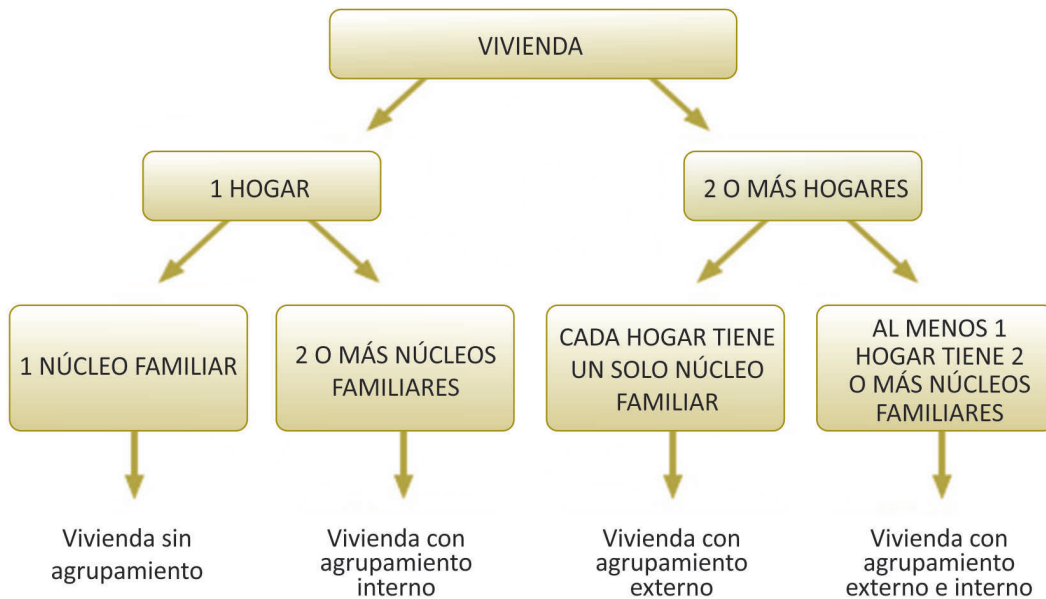 VIVIENDA
1 HOGAR
2 O MÁS HOGARES
1 NÚCLEO FAMILIAR
2 O MÁS NÚCLEOS
FAMILIARES
CADA HOGAR TIENE
UN SOLO NÚCLEO
FAMILIAR
AL MENOS 1
HOGAR TIENE 2
O MÁS NÚCLEOS
FAMILIARES
Vivienda sin
agrupamiento
Vivienda con
agrupamiento
interno
Vivienda con
agrupamiento
externo
Vivienda con
agrupamiento
externo e interno